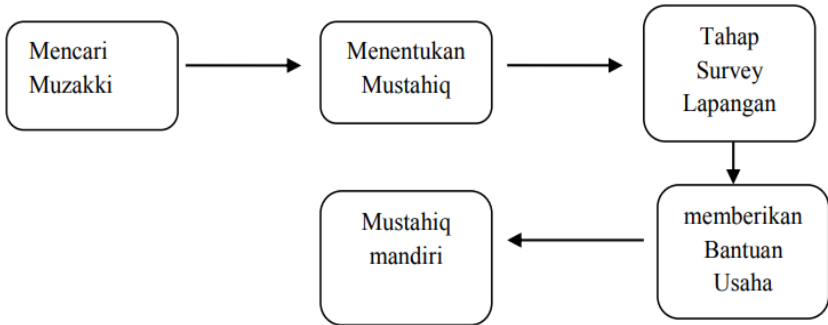 Mencari
Muzakki
Menentukan
Mustahiq
Tahap
Survey
Lapangan
memberikan
Bantuan
Usaha
Mustahiq
mandiri